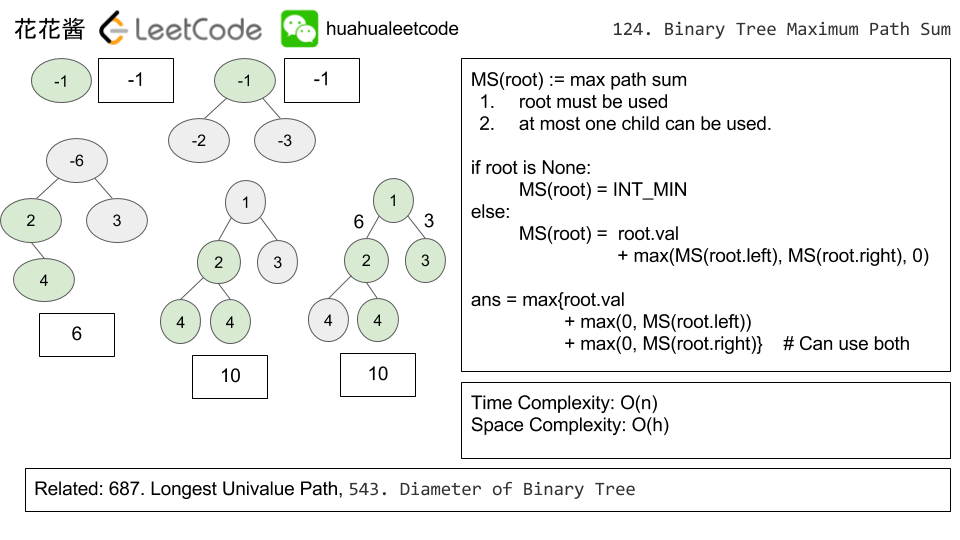 花花酱 LeetCode huahualeetcode 124. Binary Tree Maximum Path Sum
-1 -1
-1 -1
-2 -3
-6
2 3
4
6
1
2 3
4 4
10
1
6 3
2 3
4 4
10
MS(root) := max path sum
1. root must be used
2. at most one child can be used.
if root is None:
MS(root) = INT_MIN
else:
MS(root) = root.val
+ max(MS(root.left), MS(root.right), 0)
ans = max{root.val
+ max(0, MS(root.left))
+ max(0, MS(root.right)} # Can use both
Time Complexity: O(n)
Space Complexity: O(h)
Related: 687. Longest Univalue Path, 543. Diameter of Binary Tree